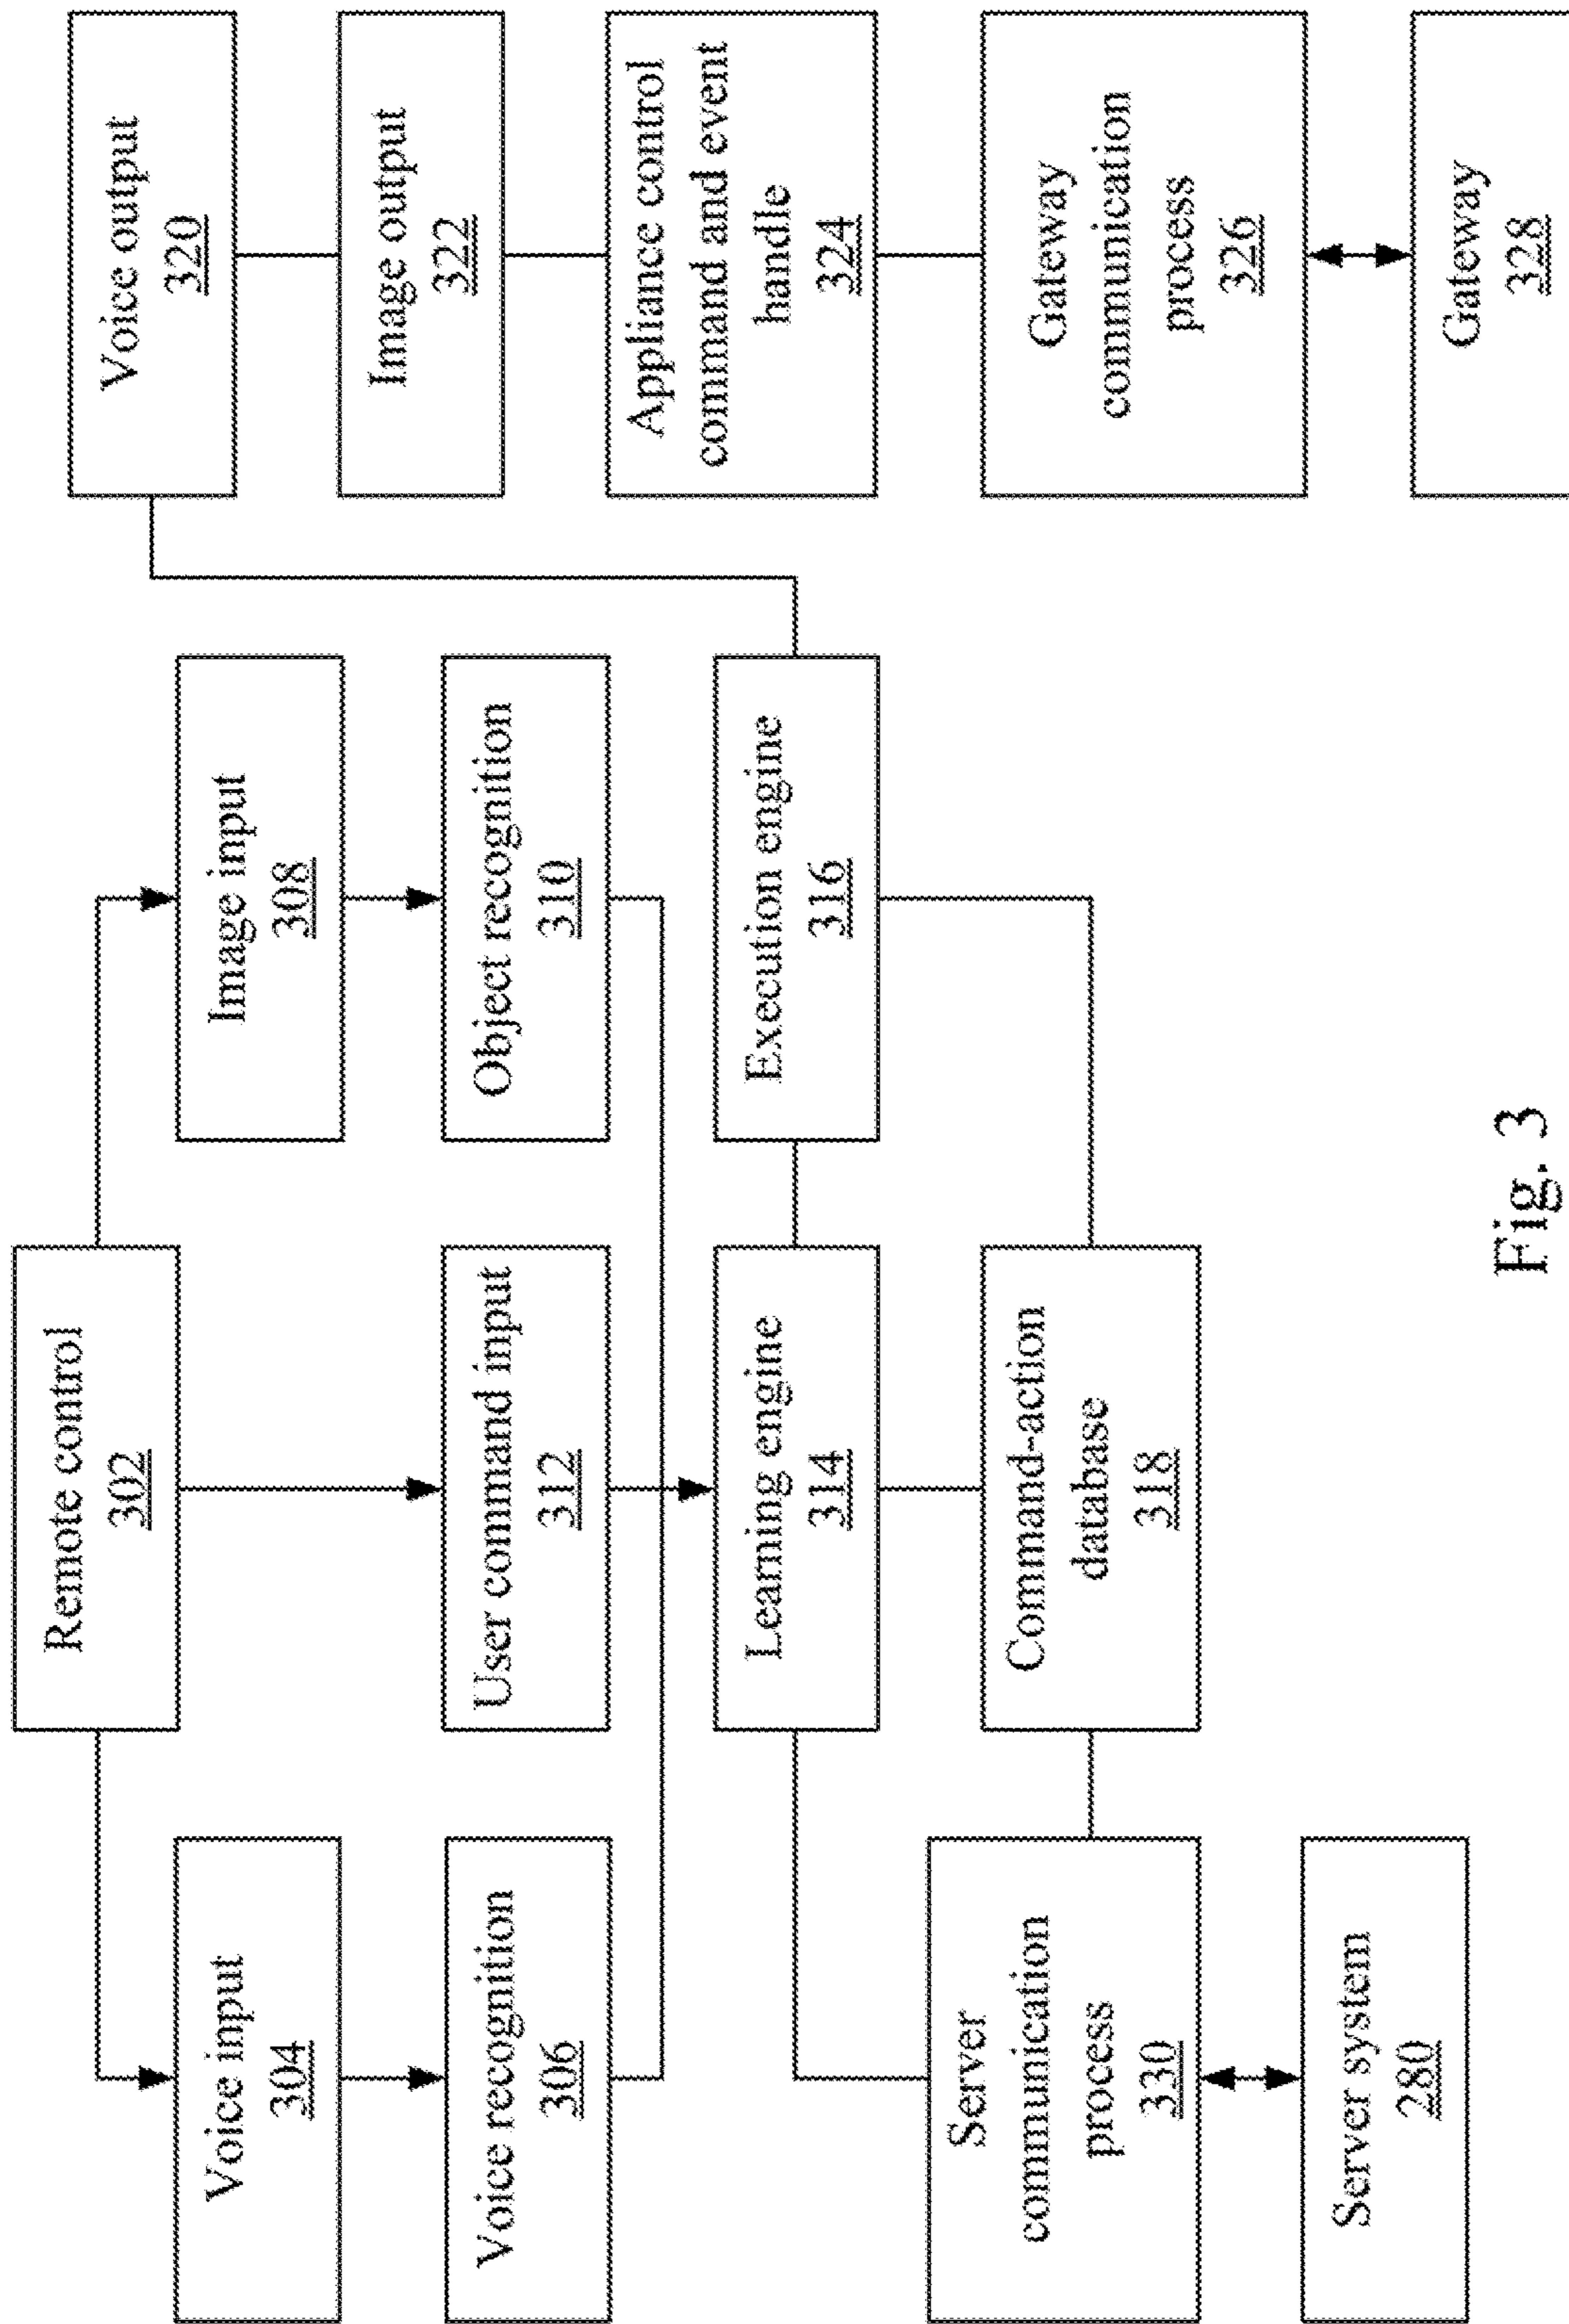 Remote control
302
Voice input
304
Voice recognition
306
Image input
308
Object recognition
310
User command input
312
Learning engine
314
Execution engine
316
Command-action
database
318
Server
communication
process
330
Server system
280
Voice output
320
Image output
322
Appliance control
command and event
handle
324
Gateway
communication
process
326
Gateway
328
Fig. 3